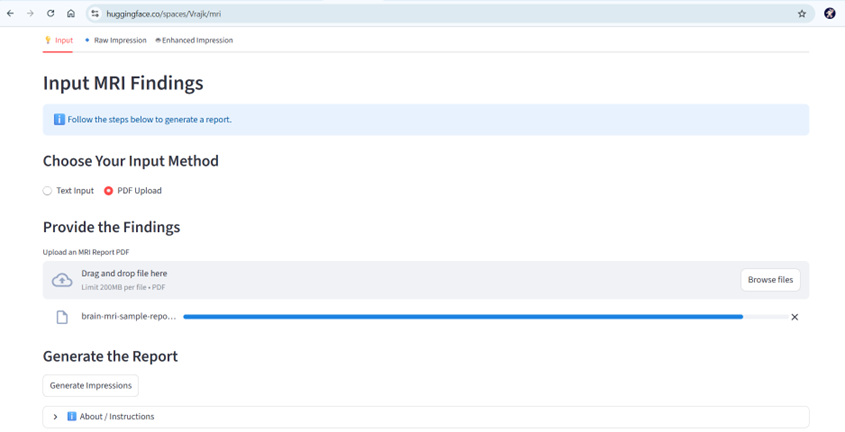 huggingface.co/spaces/Vrajk/mri
Input Raw Impression Enhanced Impression
Input MRI Findings
Follow the steps below to generate a report.
Choose Your Input Method
Text Input PDF Upload
Provide the Findings
Upload an MRI Report PDF
Drag and drop file here
Limit 200MB per file • PDF
Browse files
brain-mri-sample-repo...
Generate the Report
Generate Impressions
About / Instructions